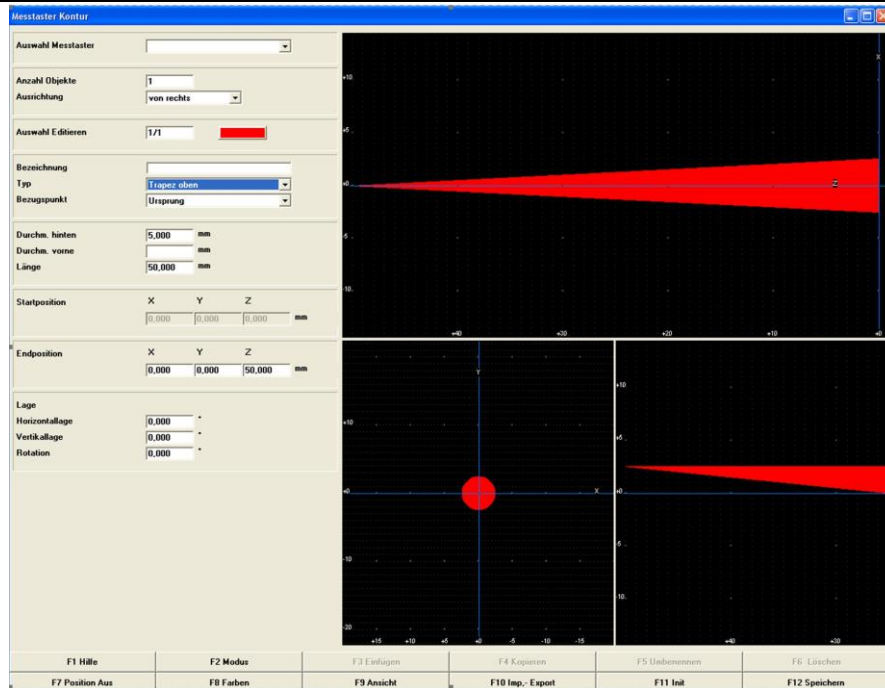 Messtaster Kontur
Auswahl Messtaster
Anzahl Objekte 1
Ausrichtung von rechts
Auswahl Editieren 1/1
Bezeichnung
Typ Trapez oben
Bezugspunkt Ursprung
Durchm. hinten 5,000 mm
Durchm. vorne mm
Länge 50,000 mm
Startposition X Y Z
0,000 0,000 0,000 mm
Endposition X Y Z
0,000 0,000 50,000 mm
Lage
Horizontallage 0,000 °
Vertikallage 0,000 °
Rotation 0,000 °
X
+10
+5
+0
Z
-5
-10
+40 +30 +20 +10 +0
Y
+10
+0
X
-10
-20
+15 +10 +5 +0 -5 -10 -15
+10
+5
+0
-5
-10
+40 +30
F1 Hilfe F2 Modus F3 Einfügen F4 Kopieren F5 Umbenennen F6 Löschen
F7 Position Aus F8 Farben F9 Ansicht F10 Imp,- Export F11 Init F12 Speichern